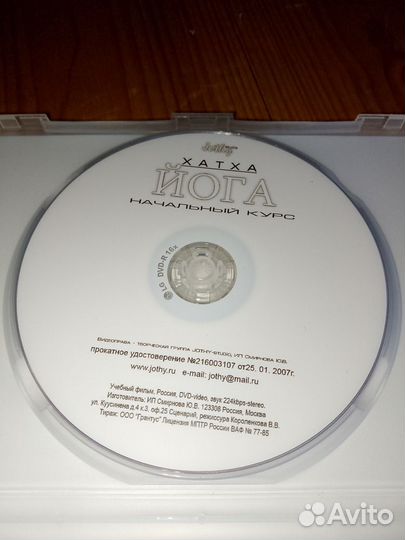 Jothy
ХАТХА
ЙОГА
НАЧАЛЬНЫЙ КУРС
LG DVD-R 16x
Видеоправа - творческая группа JOTHY-STUDIO, ИП Смирнова Ю.В.
прокатное удостоверение №216003107 от25. 01. 2007г.
www.jothy.ru e-mail: jothy@mail.ru
Учебный фильм. Россия, DVD-video, звук 224kbps-stereo.
Изготовитель: ИП Смирнова Ю.В. 123308 Россия, Москва
ул. Куусинена д.4 к.3, оф.25 Сценарий, режиссура Короленкова В.В.
Тираж: ООО "Грантус" Лицензия МПТР России ВАФ № 77-85
Avito